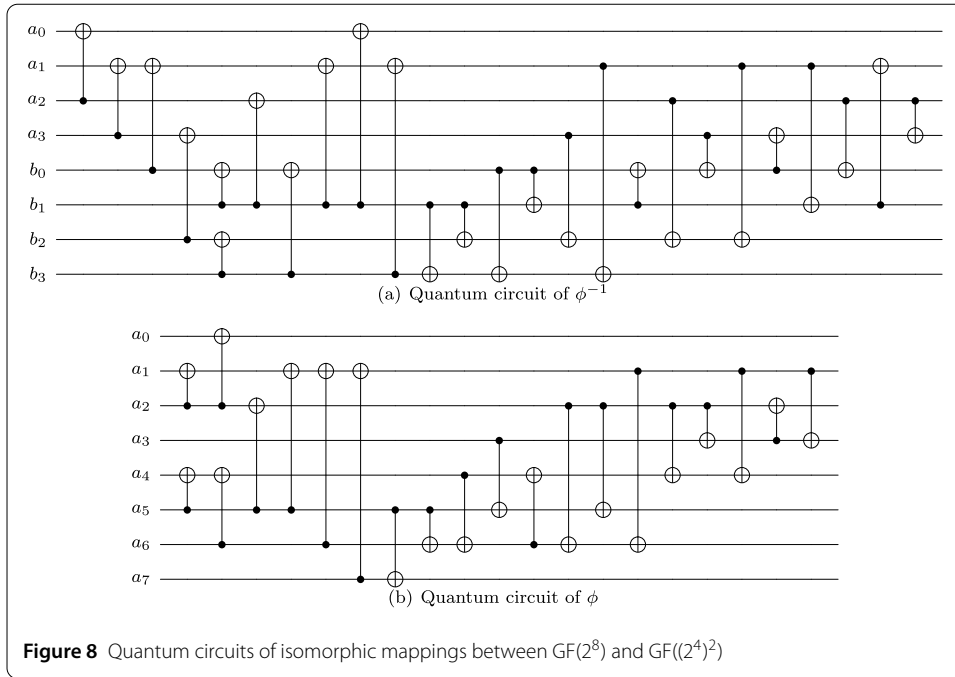 a₀
a₁
a₂
a₃
b₀
b₁
b₂
b₃
(a) Quantum circuit of ϕ⁻¹
a₀
a₁
a₂
a₃
a₄
a₅
a₆
a₇
(b) Quantum circuit of ϕ
Figure 8 Quantum circuits of isomorphic mappings between GF(2⁸) and GF((2⁴)²)